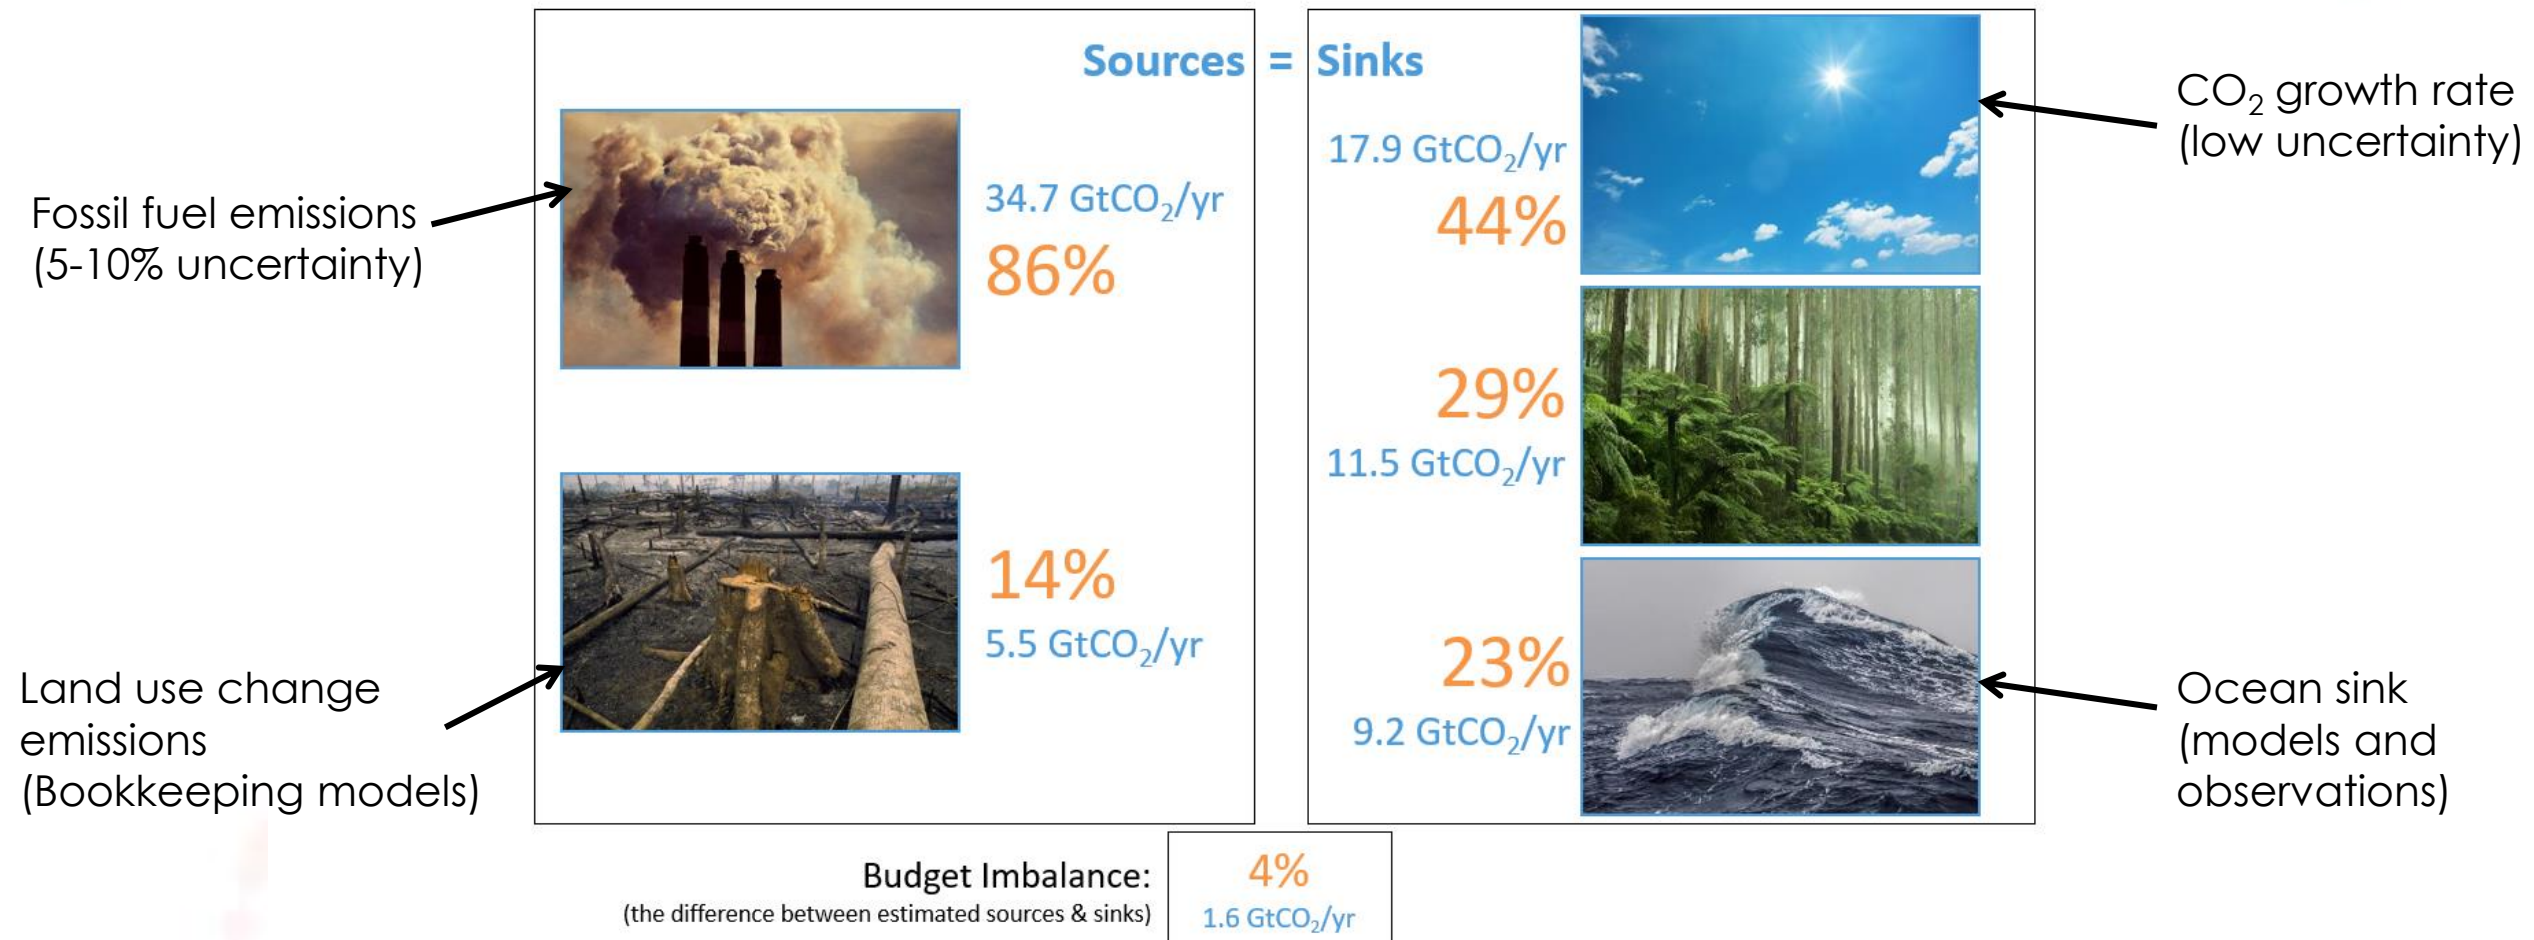 Sources = Sinks
Fossil fuel emissions
(5-10% uncertainty)
34.7 GtCO₂/yr
86%
Land use change
emissions
(Bookkeeping models)
14%
5.5 GtCO₂/yr
17.9 GtCO₂/yr
44%
CO₂ growth rate
(low uncertainty)
29%
11.5 GtCO₂/yr
23%
9.2 GtCO₂/yr
Ocean sink
(models and
observations)
Budget Imbalance:
(the difference between estimated sources & sinks)
4%
1.6 GtCO₂/yr